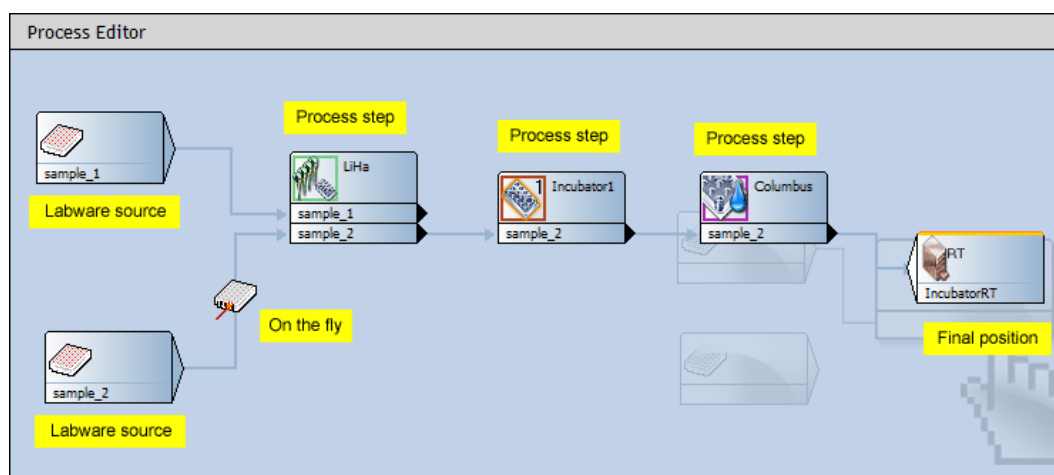 Process Editor
sample_1
Labware source
Process step
LiHa
sample_1
sample_2
Process step
1
Incubator1
sample_2
Process step
Columbus
sample_2
RT
IncubatorRT
Final position
On the fly
sample_2
Labware source